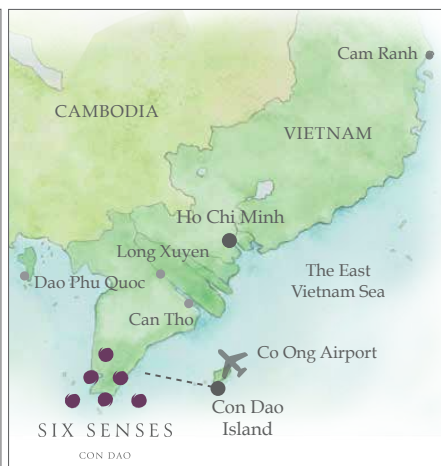 Cam Ranh
CAMBODIA
VIETNAM
Ho Chi Minh
Long Xuyen
The East
Vietnam Sea
Dao Phu Quoc
Can Tho
Co Ong Airport
Con Dao
Island
SIX SENSES
CON DAO